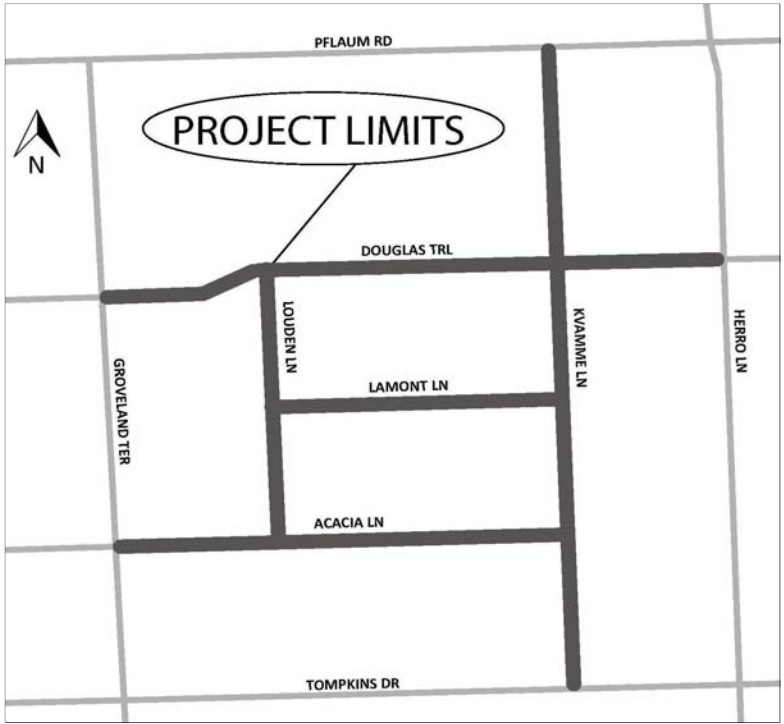 PFLAUM RD
PROJECT LIMITS
N
DOUGLAS TRL
LOUDEN LN
KVAMME LN
HERRO LN
GROVELAND TER
LAMONT LN
ACACIA LN
TOMPKINS DR